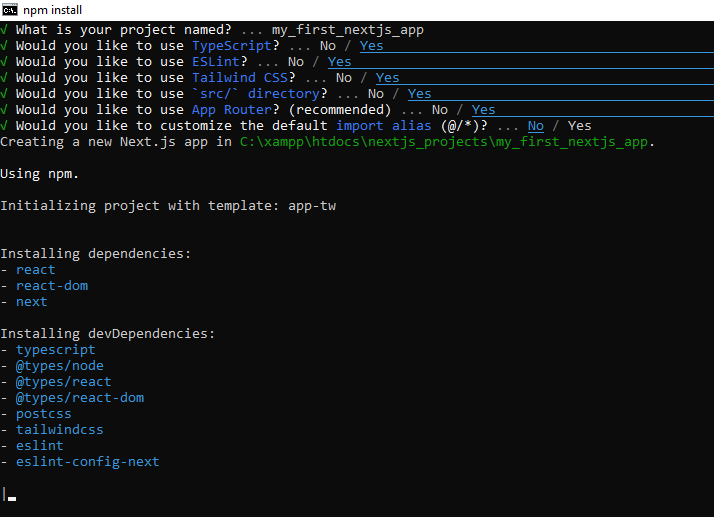 npm install
√ What is your project named? ... my_first_nextjs_app
√ Would you like to use TypeScript? ... No / Yes
√ Would you like to use ESLint? ... No / Yes
√ Would you like to use Tailwind CSS? ... No / Yes
√ Would you like to use `src/` directory? ... No / Yes
√ Would you like to use App Router? (recommended) ... No / Yes
√ Would you like to customize the default import alias (@/*)? ... No / Yes
Creating a new Next.js app in C:\xampp\htdocs\nextjs_projects\my_first_nextjs_app.
Using npm.
Initializing project with template: app-tw
Installing dependencies:
- react
- react-dom
- next
Installing devDependencies:
- typescript
- @types/node
- @types/react
- @types/react-dom
- postcss
- tailwindcss
- eslint
- eslint-config-next
|